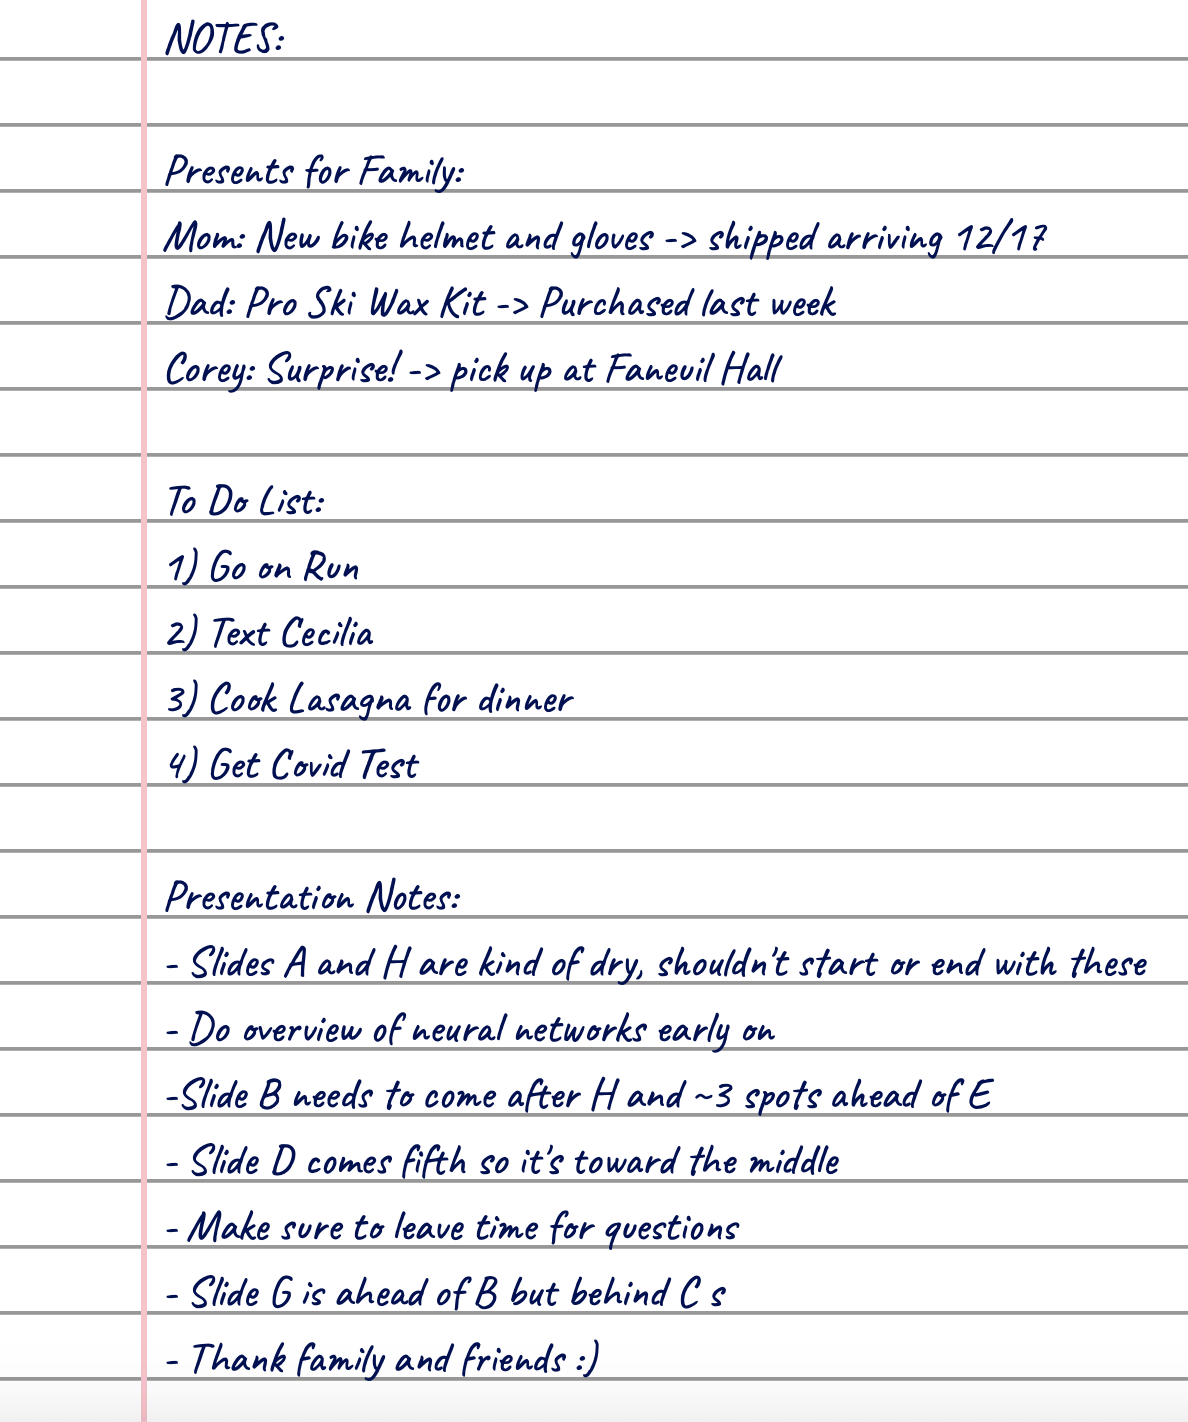 NOTES:
Presents for Family:
Mom: New bike helmet and gloves -> shipped arriving 12/17
Dad: Pro Ski Wax Kit -> Purchased last week
Corey: Surprise! -> pick up at Faneuil Hall
To Do List:
1) Go on Run
2) Text Cecilia
3) Cook Lasagna for dinner
4) Get Covid Test
Presentation Notes:
- Slides A and H are kind of dry, shouldn't start or end with these
- Do overview of neural networks early on
-Slide B needs to come after H and ~3 spots ahead of E
- Slide D comes fifth so it's toward the middle
- Make sure to leave time for questions
- Slide G is ahead of B but behind C s
- Thank family and friends :)